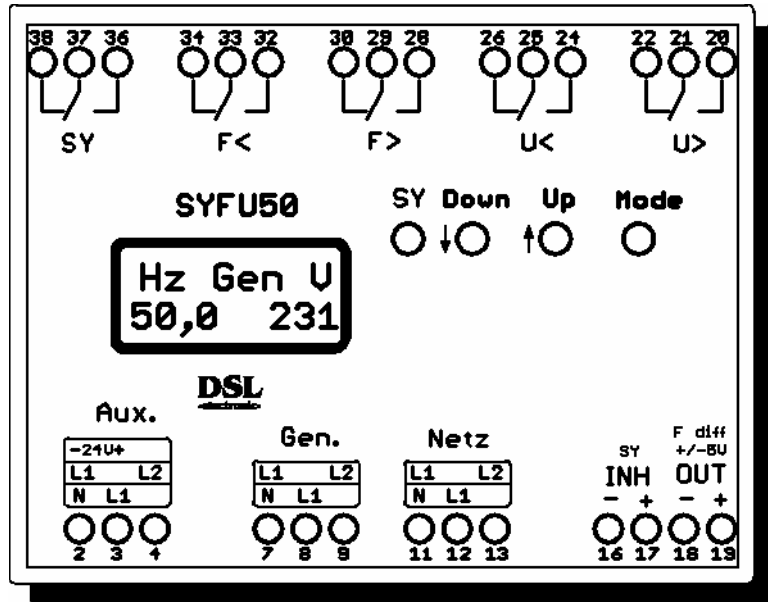 38 37 36 34 33 32 30 29 28 26 25 24 22 21 20
SY F< F> U< U>
SYFU50
SY Down Up Mode
↓ ↑
Hz Gen V
50,0 231
DSL
electronic
Aux. Gen. Netz
F diff
-24V+ SY +/-5V
L1 L2 L1 L2 L1 L2 INH OUT
N L1 N L1 N L1 - + - +
2 3 4 7 8 9 11 12 13 16 17 18 19